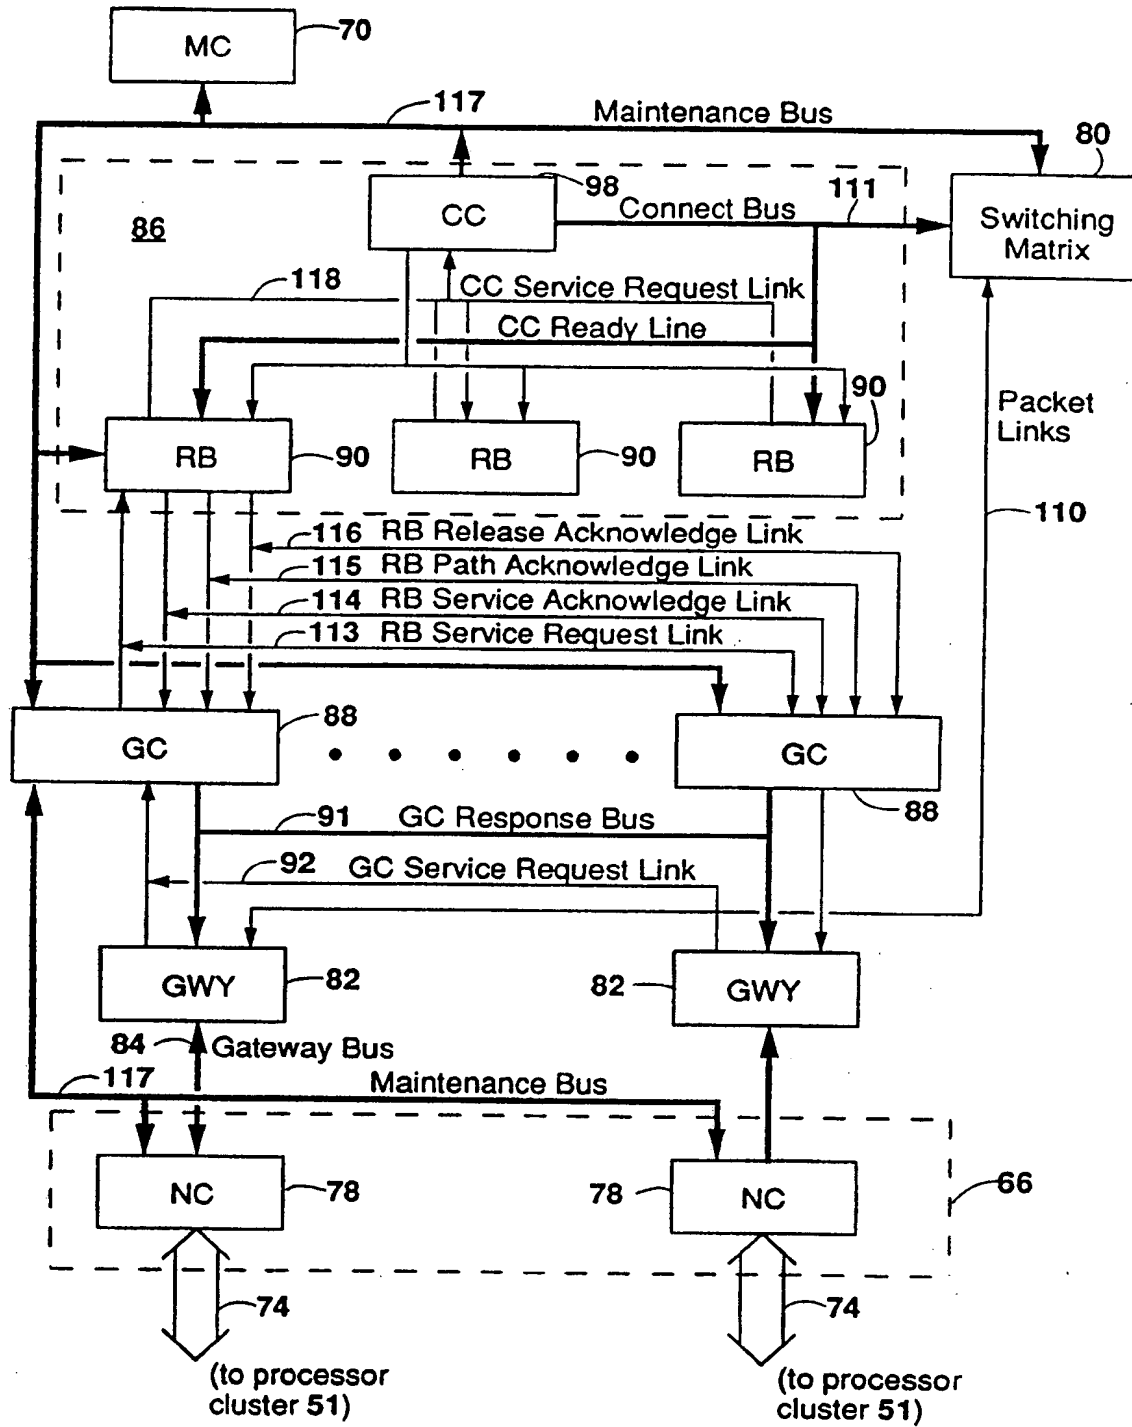 MC
70
117
Maintenance Bus
80
98
CC
111
Connect Bus
Switching
Matrix
86
118
CC Service Request Link
CC Ready Line
90
Packet
Links
RB
90
RB
90
RB
110
116 RB Release Acknowledge Link
115 RB Path Acknowledge Link
114 RB Service Acknowledge Link
113 RB Service Request Link
88
GC
GC
88
91
GC Response Bus
92
GC Service Request Link
GWY
82
82
GWY
84
Gateway Bus
117
Maintenance Bus
NC
78
78
NC
66
74
74
(to processor
cluster 51)
(to processor
cluster 51)